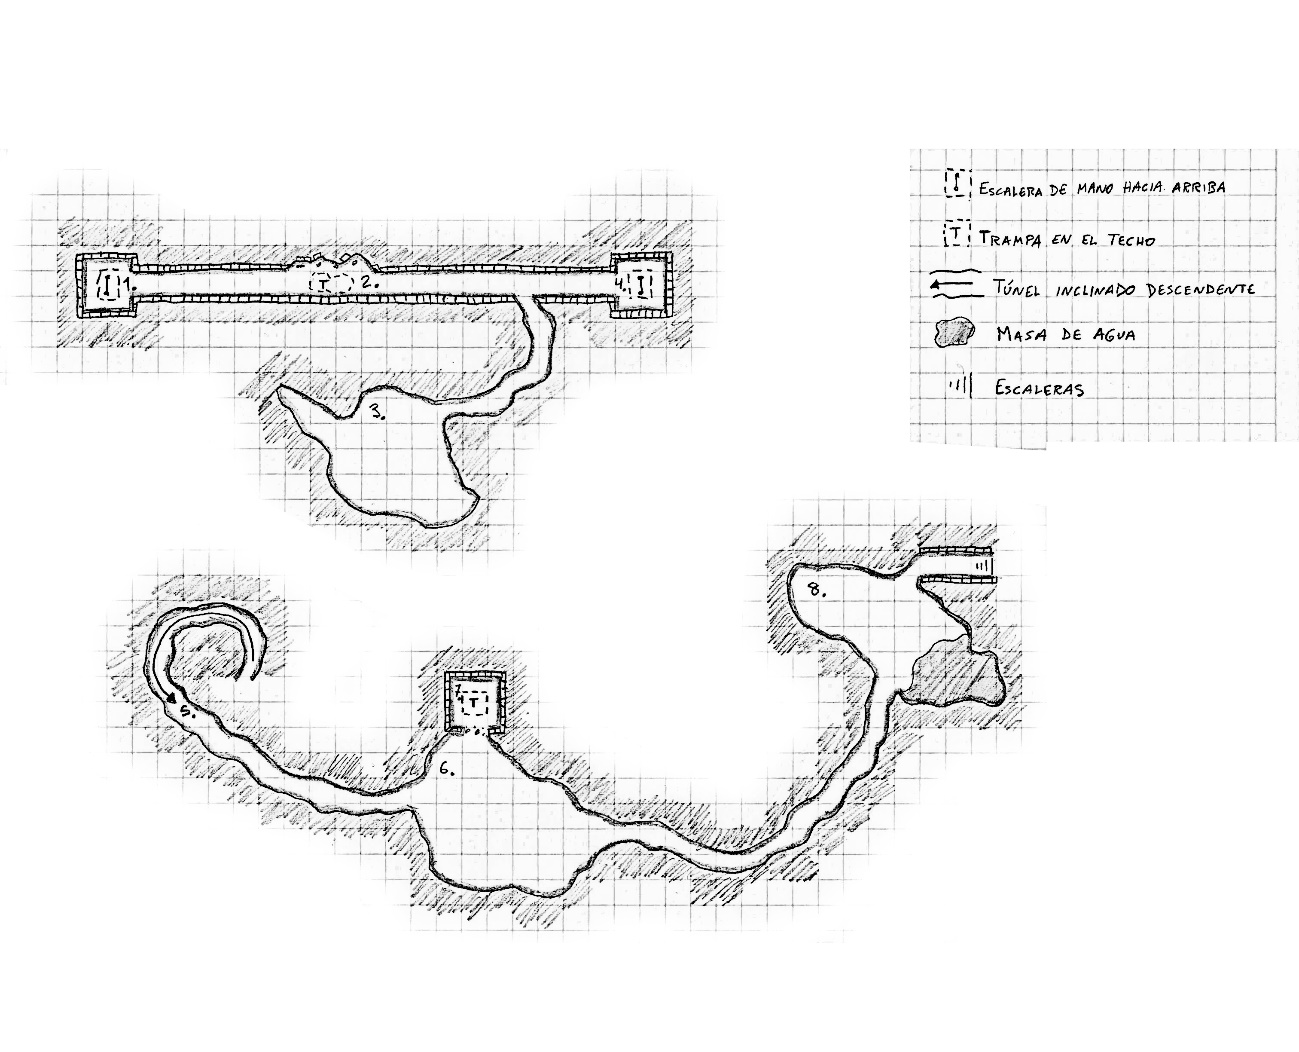 I ESCALERA DE MANO HACIA ARRIBA
T TRAMPA EN EL TECHO
TÚNEL INCLINADO DESCENDENTE
MASA DE AGUA
ESCALERAS
I 1.
T 2.
4. I
3.
8.
5.
7.
T
6.